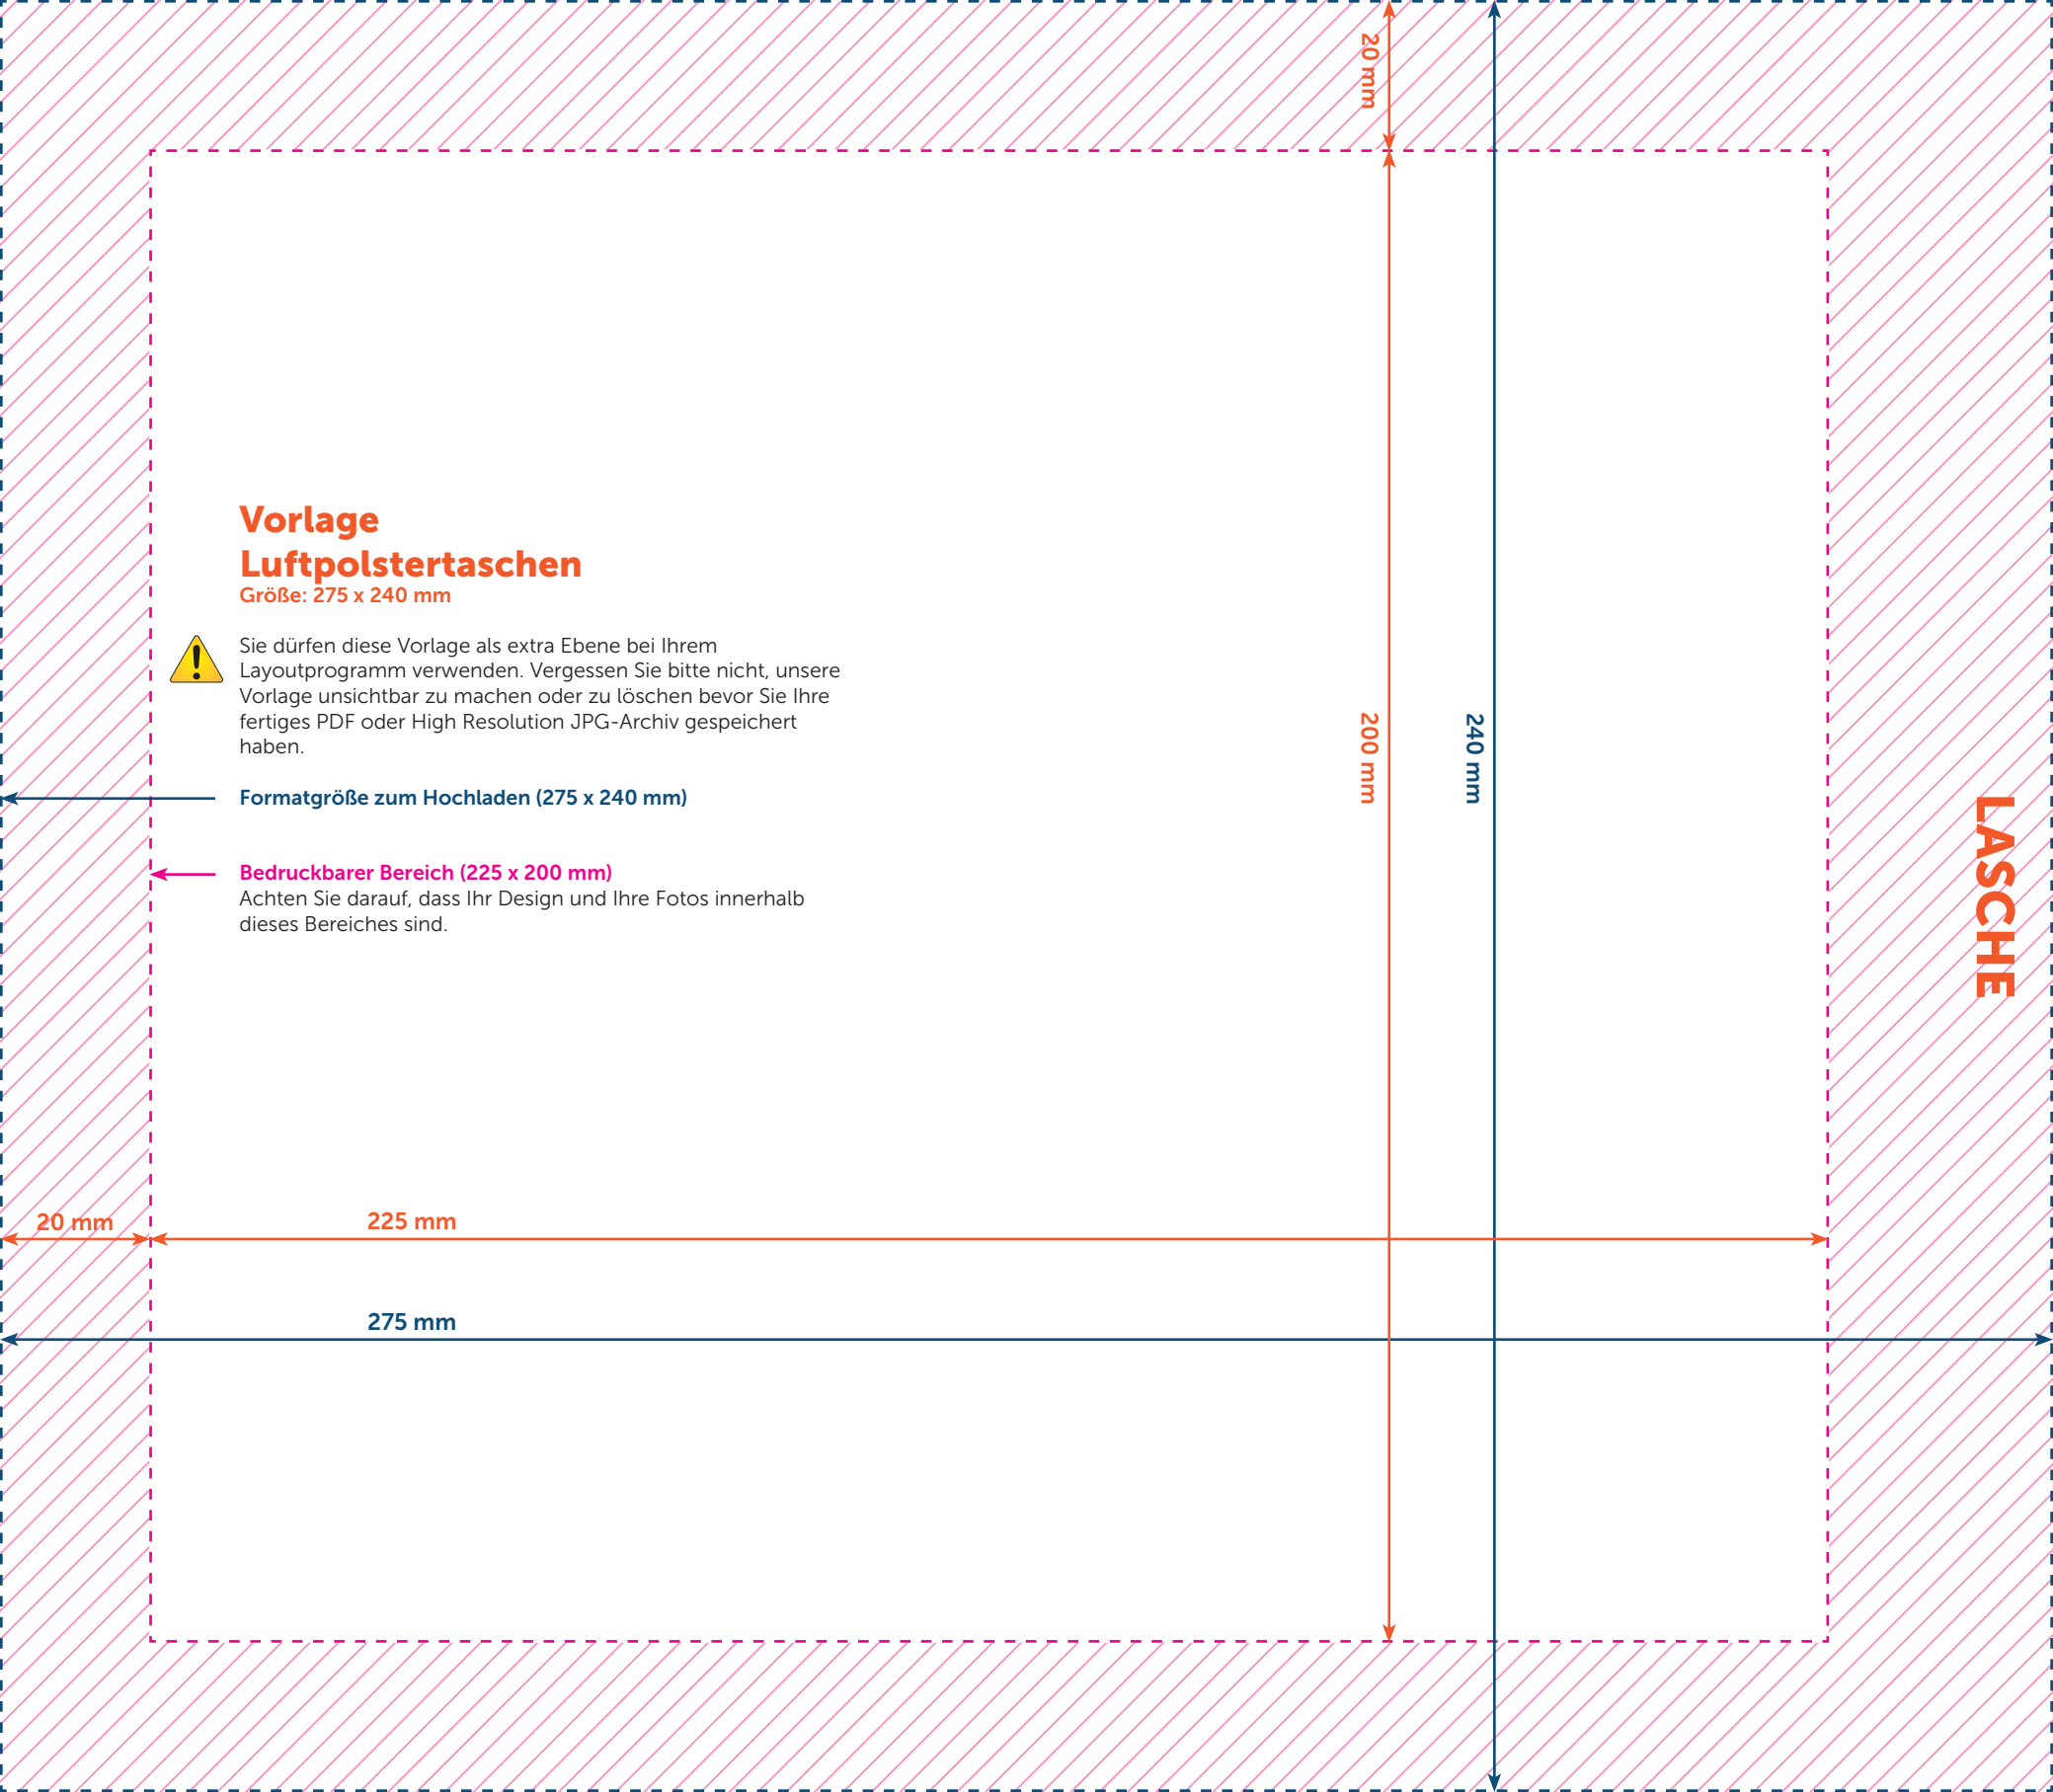 20 mm
Vorlage
Luftpolstertaschen
Größe: 275 x 240 mm
Sie dürfen diese Vorlage als extra Ebene bei Ihrem
Layoutprogramm verwenden. Vergessen Sie bitte nicht, unsere
Vorlage unsichtbar zu machen oder zu löschen bevor Sie Ihre
fertiges PDF oder High Resolution JPG-Archiv gespeichert
haben.
200 mm
240 mm
Formatgröße zum Hochladen (275 x 240 mm)
LASCHE
Bedruckbarer Bereich (225 x 200 mm)
Achten Sie darauf, dass Ihr Design und Ihre Fotos innerhalb
dieses Bereiches sind.
20 mm
225 mm
275 mm